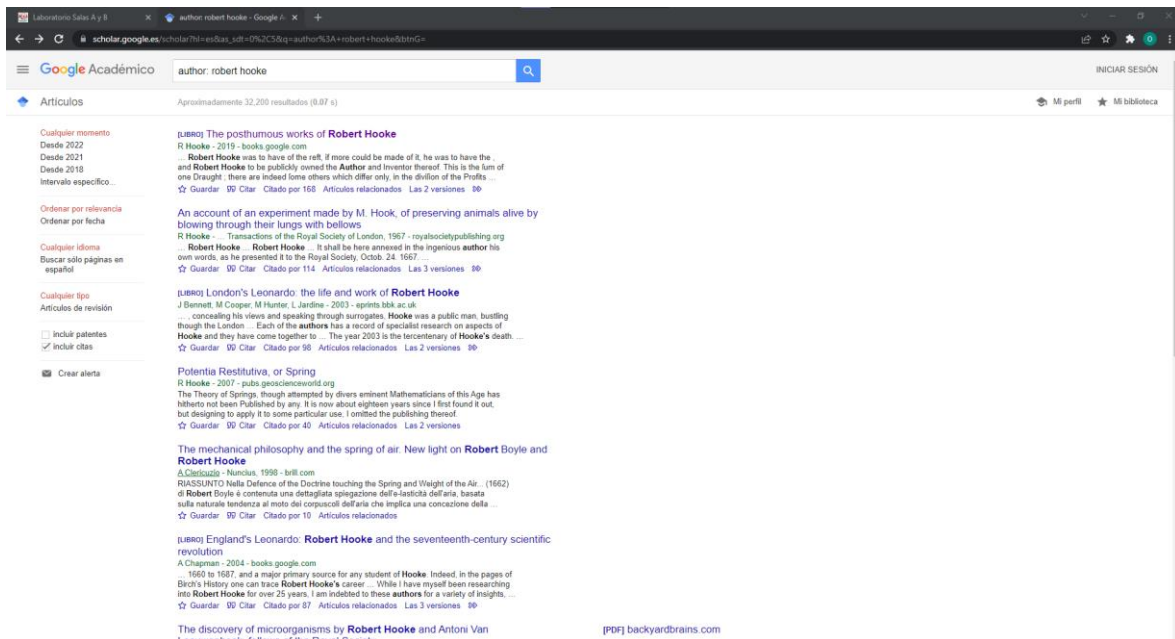 Laboratorio Salas A y B
author: robert hooke - Google A
scholar.google.es/scholar?hl=es&as_sdt=0%2C5&q=author%3A+robert+hooke&btnG=
Google Académico
author: robert hooke
INICIAR SESIÓN
Artículos
Aproximadamente 32,200 resultados (0.07 s)
Mi perfil
Mi biblioteca
Cualquier momento
Desde 2022
Desde 2021
Desde 2018
Intervalo específico...
Ordenar por relevancia
Ordenar por fecha
Cualquier idioma
Buscar sólo páginas en
español
Cualquier tipo
Artículos de revisión
incluir patentes
incluir citas
Crear alerta
[LIBRO] The posthumous works of Robert Hooke
R Hooke - 2019 - books.google.com
... Robert Hooke was to have of the reft, if more could be made of it, he was to have the ,
and Robert Hooke to be publickly owned the Author and Inventor thereof. This is the fum of
one Draught ; there are indeed lome others which differ only, in the divifion of the Profits ...
Guardar Citar Citado por 168 Artículos relacionados Las 2 versiones
An account of an experiment made by M. Hook, of preserving animals alive by
blowing through their lungs with bellows
R Hooke - ... Transactions of the Royal Society of London, 1967 - royalsocietypublishing.org
... Robert Hooke ... Robert Hooke ... It shall be here annexed in the ingenious author his
own words, as he presented it to the Royal Society, Octob. 24. 1667. ...
Guardar Citar Citado por 114 Artículos relacionados Las 3 versiones
[LIBRO] London's Leonardo: the life and work of Robert Hooke
J Bennett, M Cooper, M Hunter, L Jardine - 2003 - eprints.bbk.ac.uk
... , concealing his views and speaking through surrogates, Hooke was a public man, bustling
though the London ... Each of the authors has a record of specialist research on aspects of
Hooke and they have come together to ... The year 2003 is the tercentenary of Hooke's death. ...
Guardar Citar Citado por 98 Artículos relacionados Las 2 versiones
Potentia Restitutiva, or Spring
R Hooke - 2007 - pubs.geoscienceworld.org
The Theory of Springs, though attempted by divers eminent Mathematicians of this Age has
hitherto not been Published by any. It is now about eighteen years since I first found it out,
but designing to apply it to some particular use, I omitted the publishing thereof.
Guardar Citar Citado por 40 Artículos relacionados Las 2 versiones
The mechanical philosophy and the spring of air. New light on Robert Boyle and
Robert Hooke
A Clericuzio - Nuncius, 1998 - brill.com
RIASSUNTO Nella Defence of the Doctrine touching the Spring and Weight of the Air... (1662)
di Robert Boyle è contenuta una dettagliata spiegazione dell'e-lasticità dell'aria, basata
sulla naturale tendenza al moto dei corpuscoli dell'aria che implica una concezione della ...
Guardar Citar Citado por 10 Artículos relacionados
[LIBRO] England's Leonardo: Robert Hooke and the seventeenth-century scientific
revolution
A Chapman - 2004 - books.google.com
... 1660 to 1687, and a major primary source for any student of Hooke. Indeed, in the pages of
Birch's History one can trace Robert Hooke's career ... While I have myself been researching
into Robert Hooke for over 25 years, I am indebted to these authors for a variety of insights, ...
Guardar Citar Citado por 87 Artículos relacionados Las 3 versiones
The discovery of microorganisms by Robert Hooke and Antoni Van
[PDF] backyardbrains.com